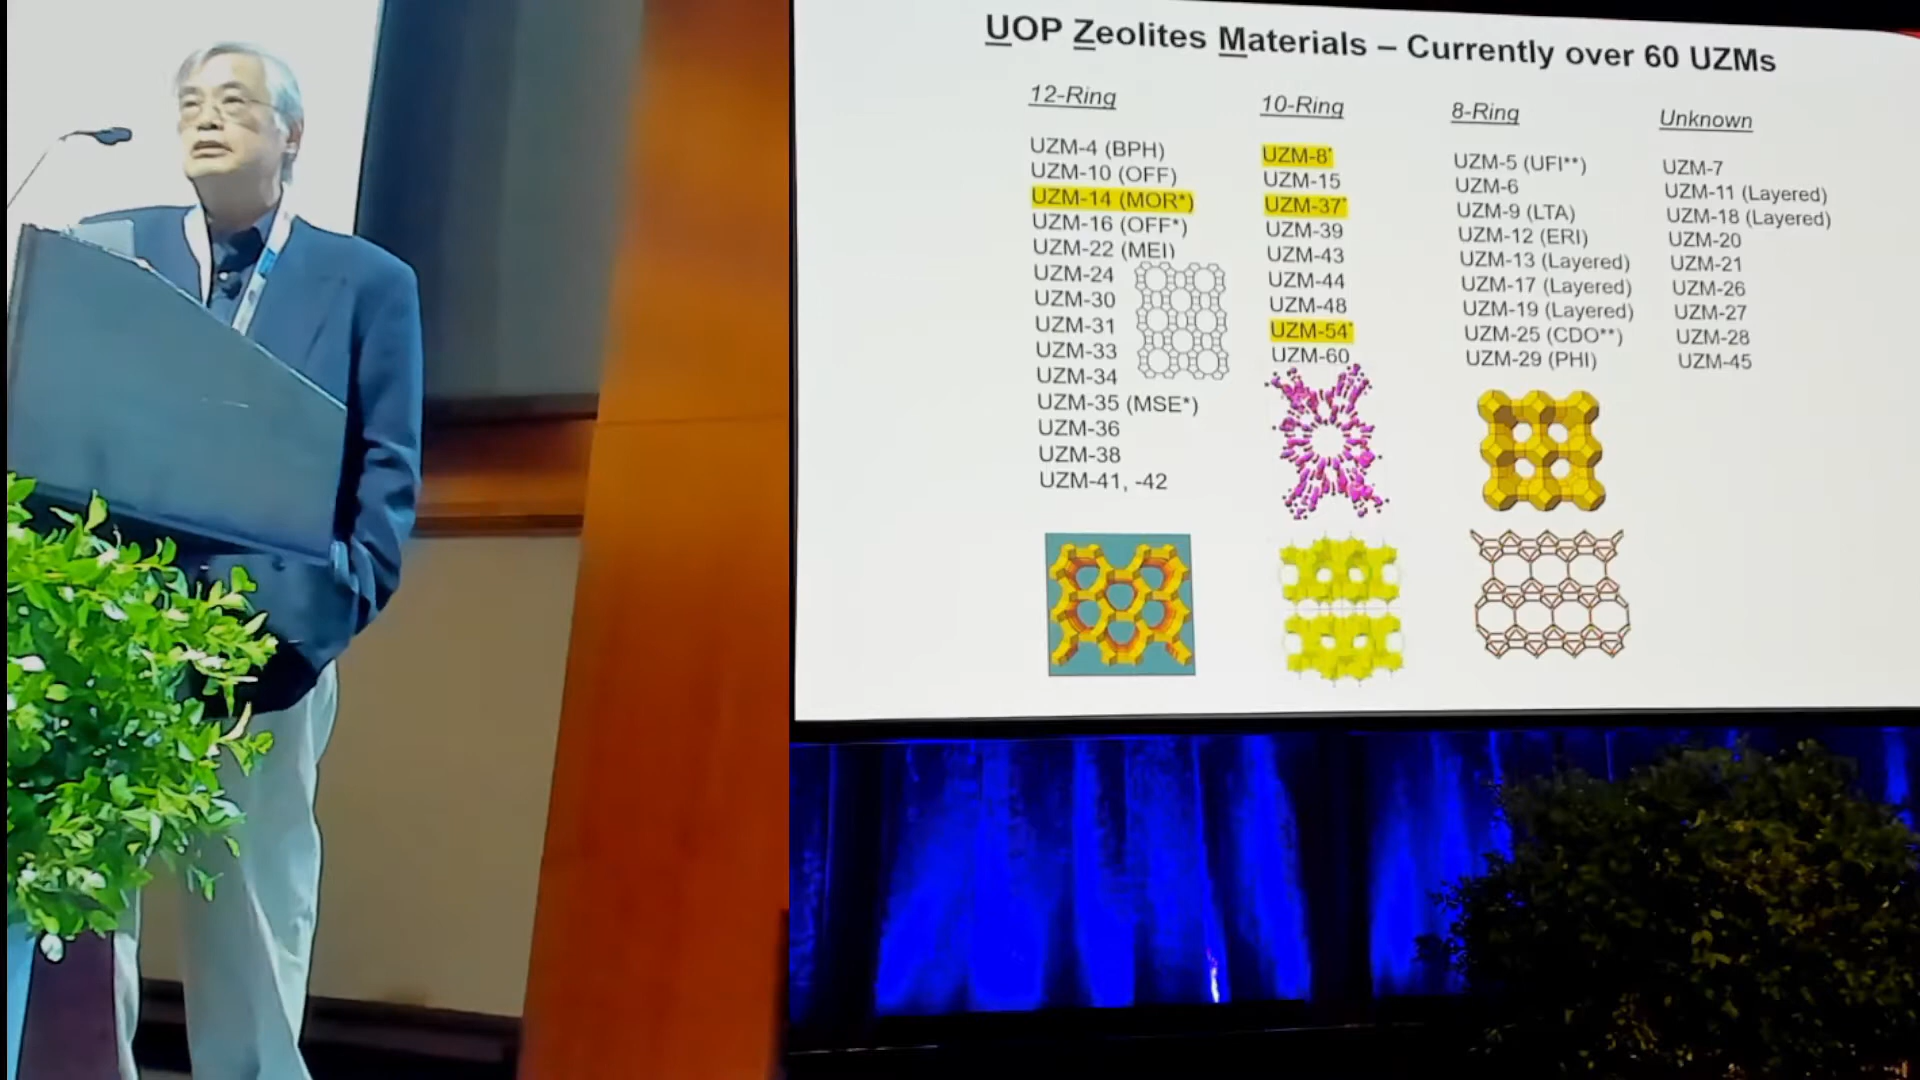 UOP Zeolites Materials – Currently over 60 UZMs
12-Ring
UZM-4 (BPH)
UZM-10 (OFF)
UZM-14 (MOR*)
UZM-16 (OFF*)
UZM-22 (MEI)
UZM-24
UZM-30
UZM-31
UZM-33
UZM-34
UZM-35 (MSE*)
UZM-36
UZM-38
UZM-41, -42
10-Ring
UZM-8*
UZM-15
UZM-37*
UZM-39
UZM-43
UZM-44
UZM-48
UZM-54*
UZM-60
8-Ring
UZM-5 (UFI**)
UZM-6
UZM-9 (LTA)
UZM-12 (ERI)
UZM-13 (Layered)
UZM-17 (Layered)
UZM-19 (Layered)
UZM-25 (CDO**)
UZM-29 (PHI)
Unknown
UZM-7
UZM-11 (Layered)
UZM-18 (Layered)
UZM-20
UZM-21
UZM-26
UZM-27
UZM-28
UZM-45